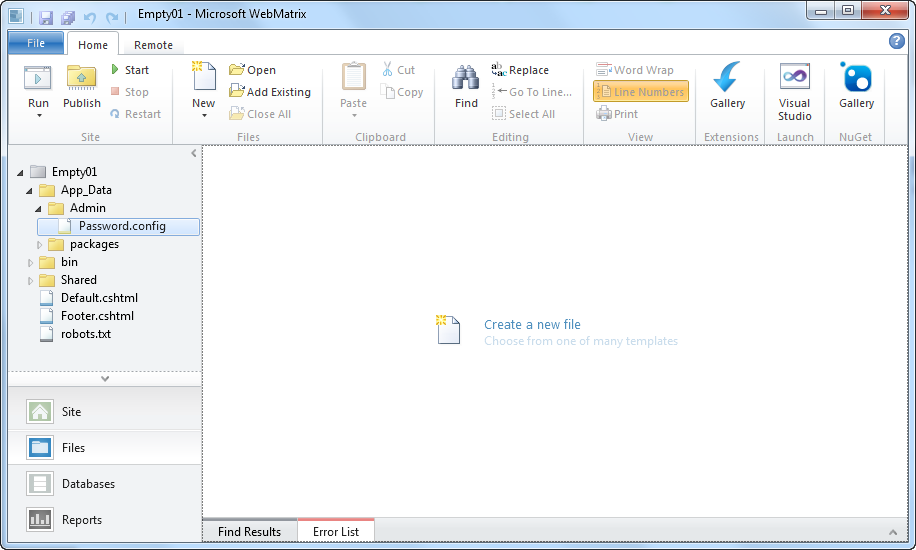 Empty01 - Microsoft WebMatrix
File Home Remote
Run Publish Start Stop Restart
Site
New Open Add Existing Close All
Files
Paste Cut Copy
Clipboard
Find Replace Go To Line... Select All
Editing
Word Wrap Line Numbers Print
View
Gallery
Extensions
Visual Studio
Launch
Gallery
NuGet
Empty01
App_Data
Admin
Password.config
packages
bin
Shared
Default.cshtml
Footer.cshtml
robots.txt
Create a new file
Choose from one of many templates
Site
Files
Databases
Reports
Find Results Error List